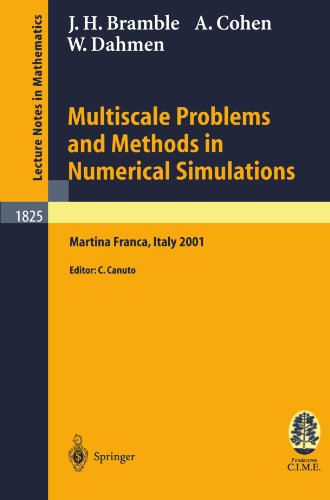 J. H. Bramble A. Cohen
W. Dahmen
Lecture Notes in Mathematics
Multiscale Problems
and Methods in
Numerical Simulations
1825
Martina Franca, Italy 2001
Editor: C. Canuto
Springer
Fondazione
C.I.M.E.